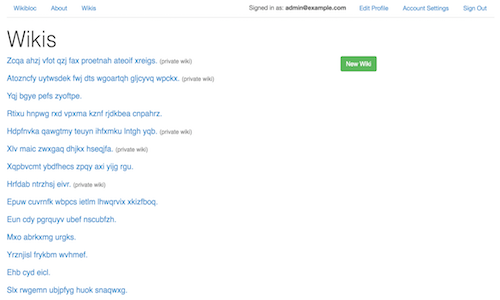 Wikibloc About Wikis Signed in as: admin@example.com Edit Profile Account Settings Sign Out
Wikis
New Wiki
Zcqa ahzj vfot qzj fax proetnah ateoif xreigs. (private wiki)
Atozncfy uytwsdek fwj dts wgoartqh gljcyvq wpckx. (private wiki)
Yqj bgye pefs zyoftpe.
Rtixu hnpwg rxd vpxma kznf rjdkbea cnpahrz.
Hdpfnvka qawgtmy teuyn ihfxmku lntgh yqb. (private wiki)
Xlv maic zwxgaq dhjkx hseqjfa. (private wiki)
Xqpbvcmt ybdfhecs zpqy axi yijg rgu.
Hrfdab ntrzhsj eivr. (private wiki)
Epuw cuvrnfk wbpcs ietlm lhwqrvix xkizfboq.
Eun cdy pgrquyv ubef nscubfzh.
Mxo abrkxmg urgks.
Yrznjisl frykbm wvhmef.
Ehb cyd eicl.
Slx rwgemn ubjpfyg huok snaqwxg.